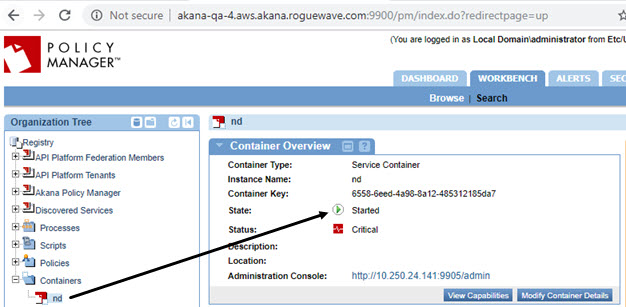 Not secure | akana-qa-4.aws.akana.roguewave.com:9900/pm/index.do?redirectpage=up
POLICY
MANAGER™
(You are logged in as Local Domain\administrator from Etc/U
DASHBOARD WORKBENCH ALERTS SEC
Browse | Search
Organization Tree
Registry
API Platform Federation Members
API Platform Tenants
Akana Policy Manager
Discovered Services
Processes
Scripts
Policies
Containers
nd
nd
Container Overview
Container Type: Service Container
Instance Name: nd
Container Key: 6558-6eed-4a98-8a12-485312185da7
State: Started
Status: Critical
Description:
Location:
Administration Console: http://10.250.24.141:9905/admin
View Capabilities Modify Container Details